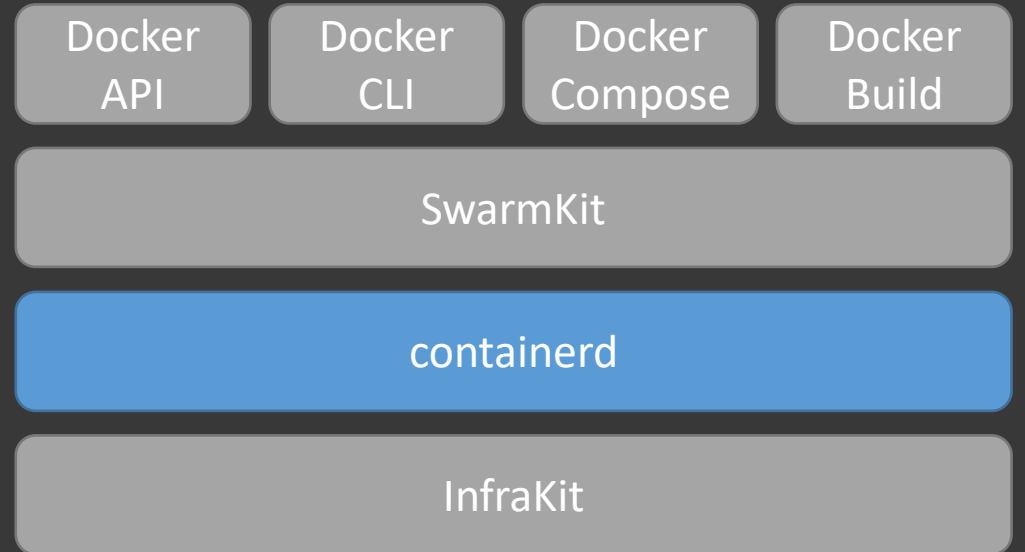 Docker
API
Docker
CLI
Docker
Compose
Docker
Build
SwarmKit
containerd
InfraKit